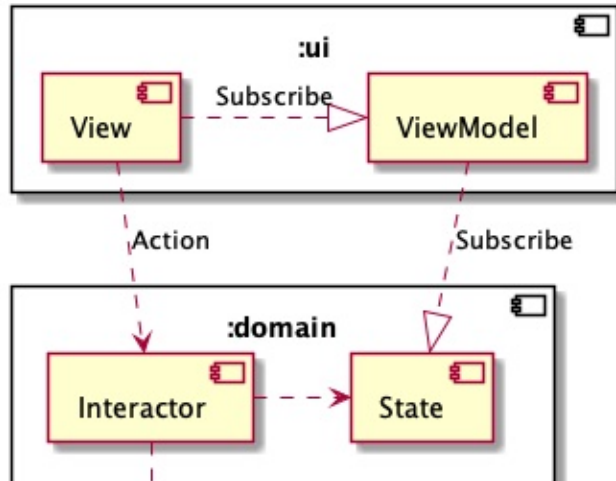 :ui
Subscribe
View
ViewModel
Action
Subscribe
:domain
Interactor
State